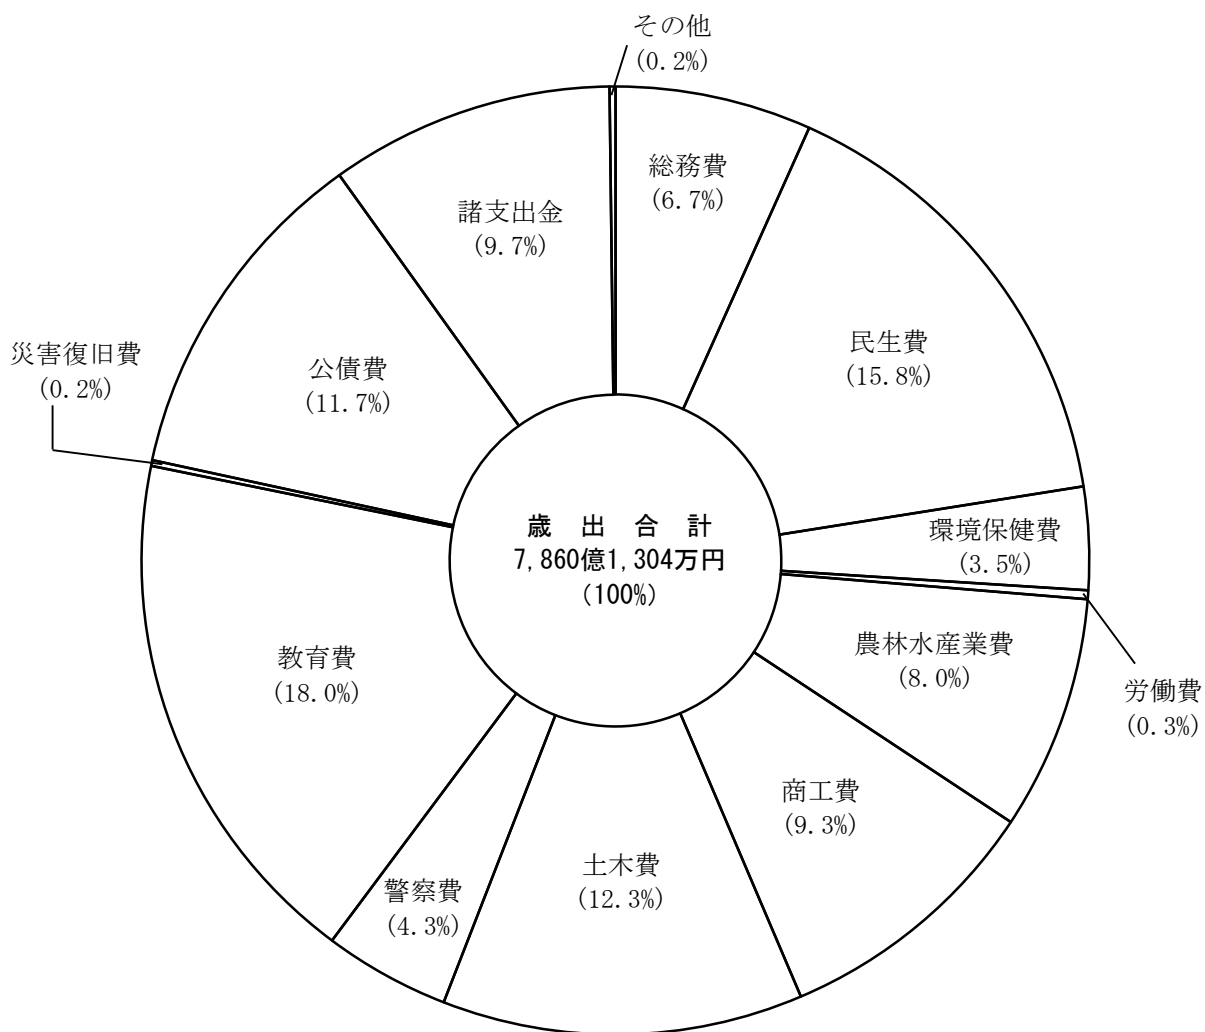 その他
(0.2%)
総務費
(6.7%)
民生費
(15.8%)
環境保健費
(3.5%)
労働費
(0.3%)
農林水産業費
(8.0%)
商工費
(9.3%)
土木費
(12.3%)
警察費
(4.3%)
教育費
(18.0%)
災害復旧費
(0.2%)
公債費
(11.7%)
諸支出金
(9.7%)
歳 出 合 計
7,860億1,304万円
(100%)